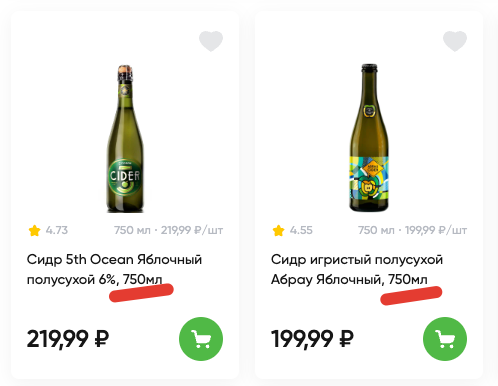 CIDER
5
4.73 750 мл · 219,99 ₽/шт
Сидр 5th Ocean Яблочный
полусухой 6%, 750мл
219,99 ₽
4.55 750 мл · 199,99 ₽/шт
Сидр игристый полусухой
Абрау Яблочный, 750мл
199,99 ₽